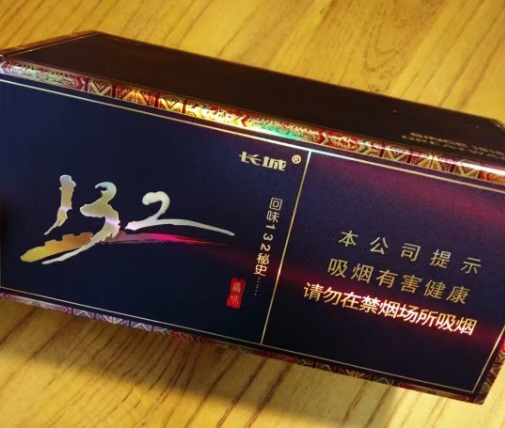 长城®
132
回味132秘史……
本公司提示
吸烟有害健康
请勿在禁烟场所吸烟